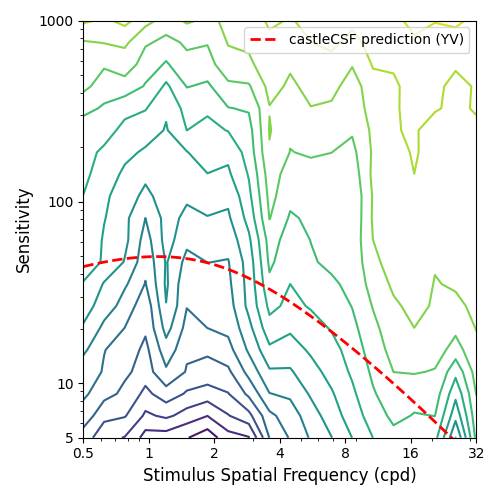 1000
castleCSF prediction (YV)
100
10
5
Sensitivity
0.5 1 2 4 8 16 32
Stimulus Spatial Frequency (cpd)